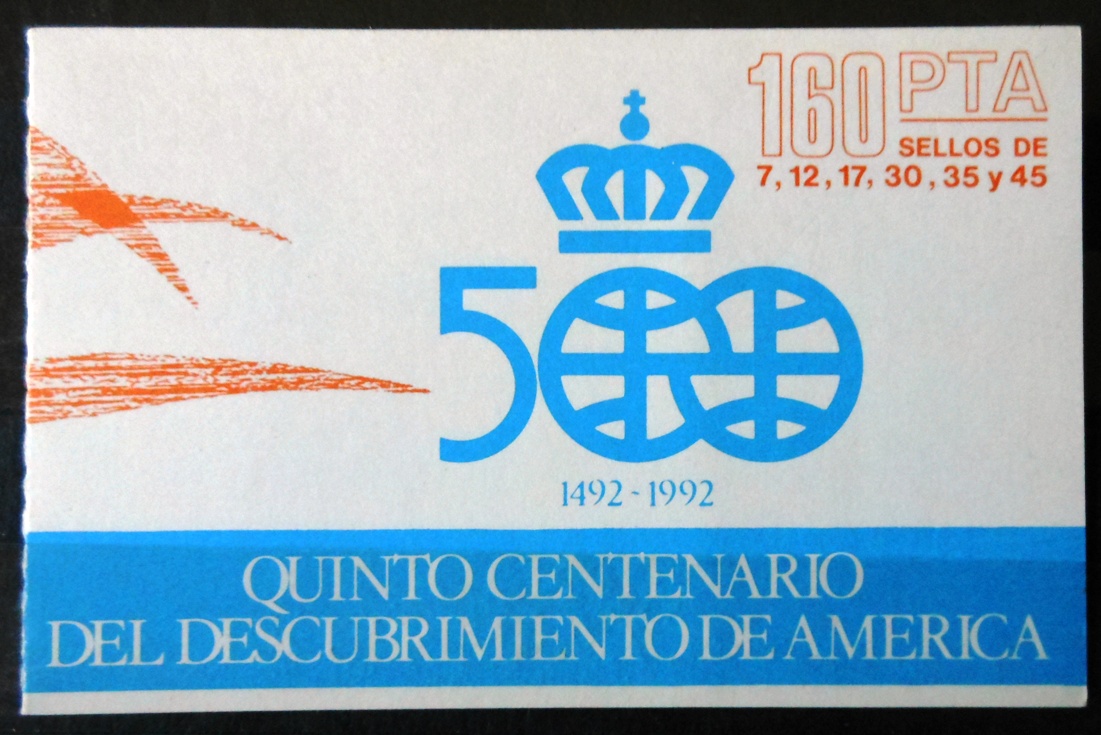 160 PTA
SELLOS DE
7, 12, 17, 30, 35 y 45
500
1492 - 1992
QUINTO CENTENARIO
DEL DESCUBRIMIENTO DE AMERICA